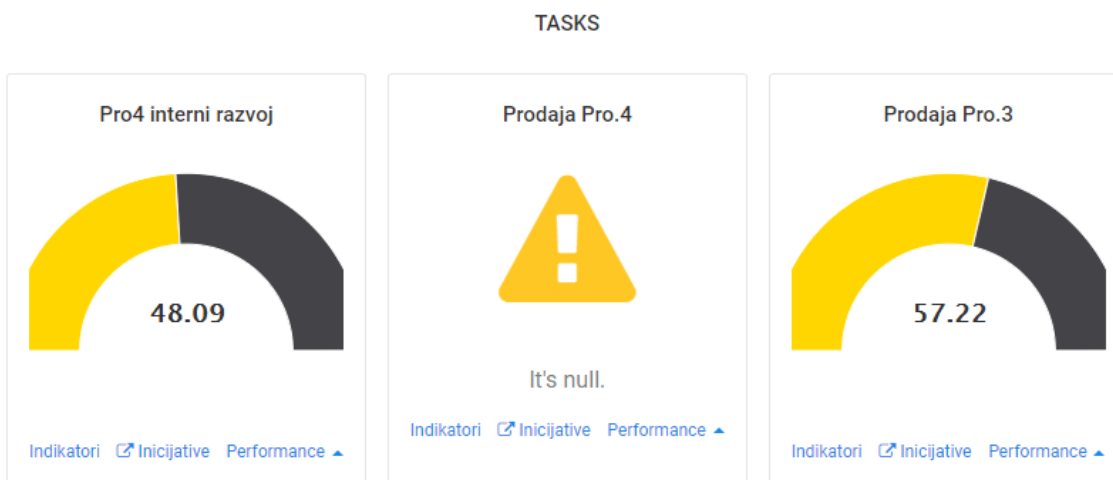 TASKS
Pro4 interni razvoj
48.09
Indikatori Inicijative Performance
Prodaja Pro.4
It's null.
Indikatori Inicijative Performance
Prodaja Pro.3
57.22
Indikatori Inicijative Performance